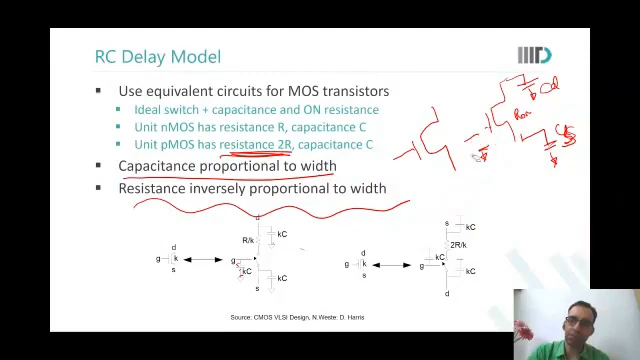 RC Delay Model
Use equivalent circuits for MOS transistors
Ideal switch + capacitance and ON resistance
Unit nMOS has resistance R, capacitance C
Unit pMOS has resistance 2R, capacitance C
Capacitance proportional to width
Resistance inversely proportional to width
Cd
Ron
Cs
d
s
R/k
kC
kC
2R/k
d
g
k
s
g
kC
kC
s
d
g
k
s
g
kC
kC
d
Source: CMOS VLSI Design, N.Weste: D. Harris